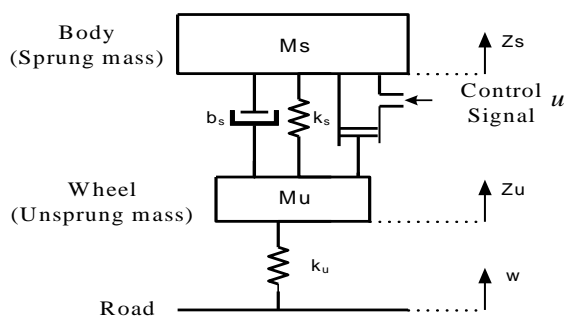 Body
(Sprung mass)
Ms
Zs
bs
ks
Control
Signal u
Wheel
(Unsprung mass)
Mu
Zu
ku
w
Road